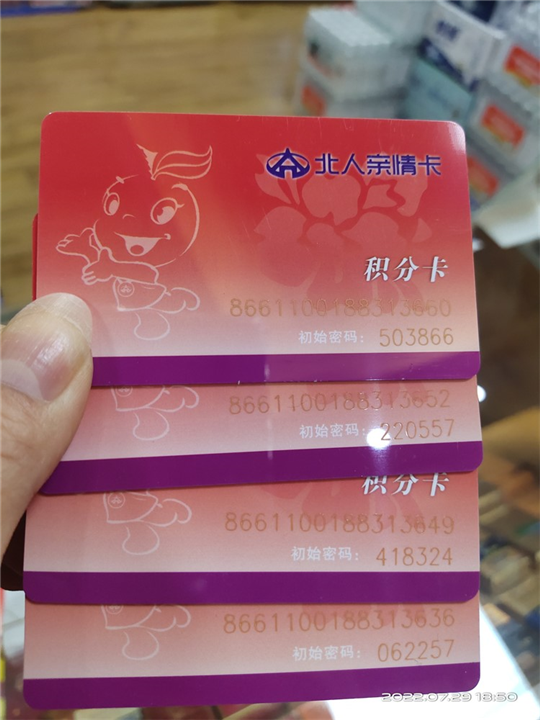 北人亲情卡
积分卡
8661100188313660
初始密码： 503866
8661100188313652
初始密码： 220557
积分卡
8661100188313649
初始密码： 418324
8661100188313636
初始密码： 062257
2022.07.29 18:50